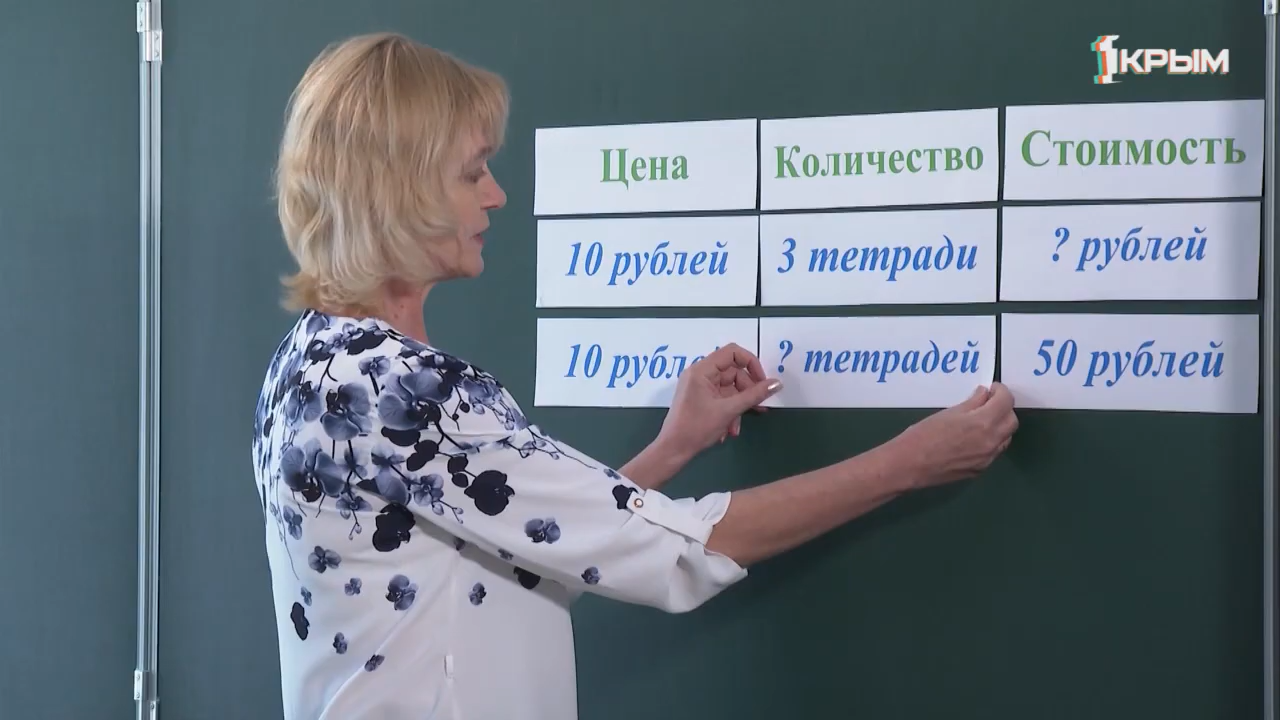 1КРЫМ
Цена Количество Стоимость
10 рублей 3 тетради ? рублей
10 ? тетрадей 50 рублей